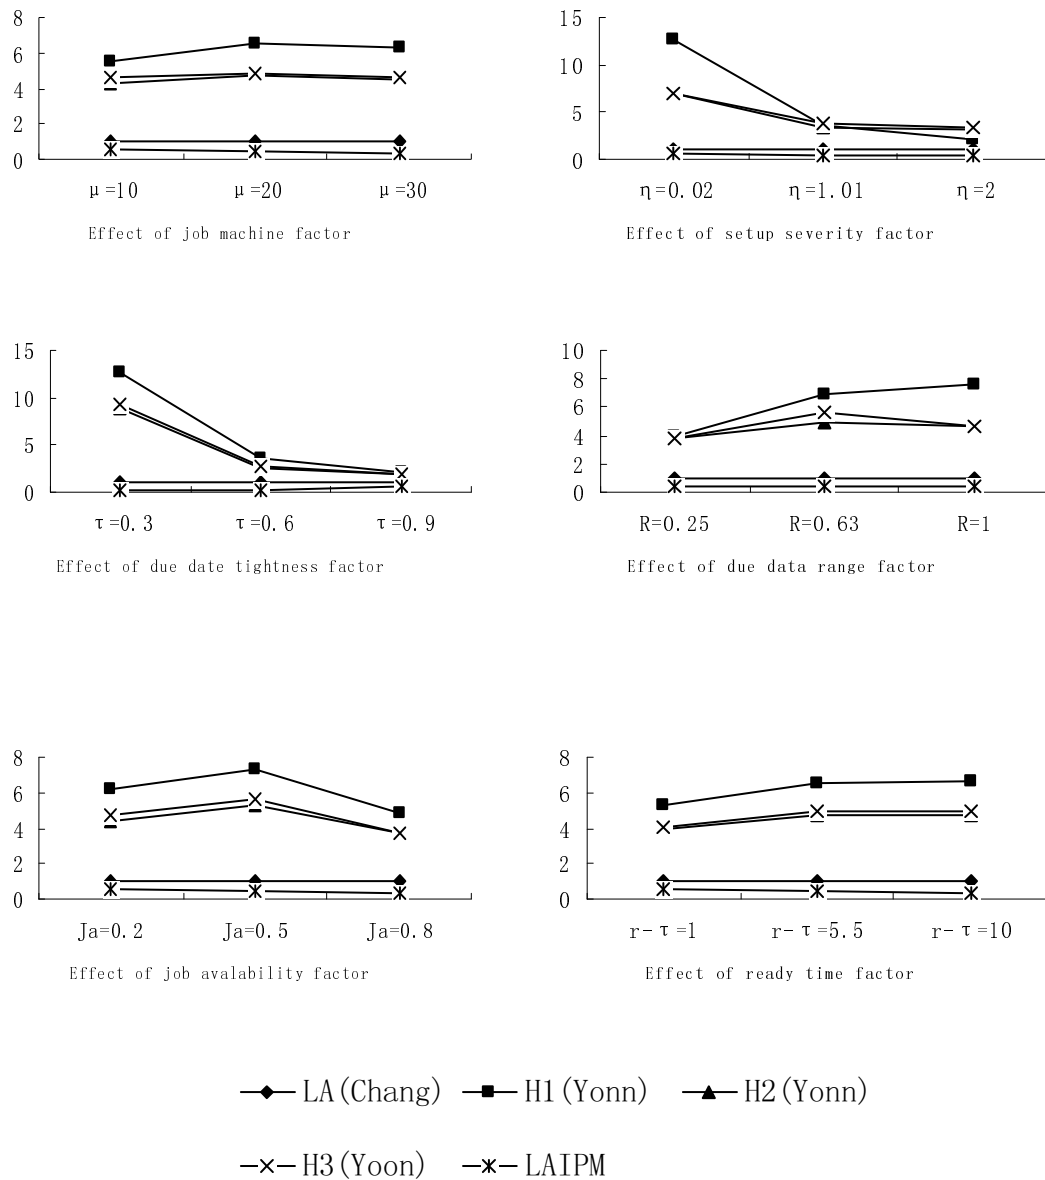 8
6
4
2
0
μ=10 μ=20 μ=30
Effect of job machine factor
15
10
5
0
η=0.02 η=1.01 η=2
Effect of setup severity factor
15
10
5
0
τ=0.3 τ=0.6 τ=0.9
Effect of due date tightness factor
10
8
6
4
2
0
R=0.25 R=0.63 R=1
Effect of due data range factor
8
6
4
2
0
Ja=0.2 Ja=0.5 Ja=0.8
Effect of job avalability factor
8
6
4
2
0
r-τ=1 r-τ=5.5 r-τ=10
Effect of ready time factor
LA(Chang) H1(Yonn) H2(Yonn)
H3(Yoon) LAIPM